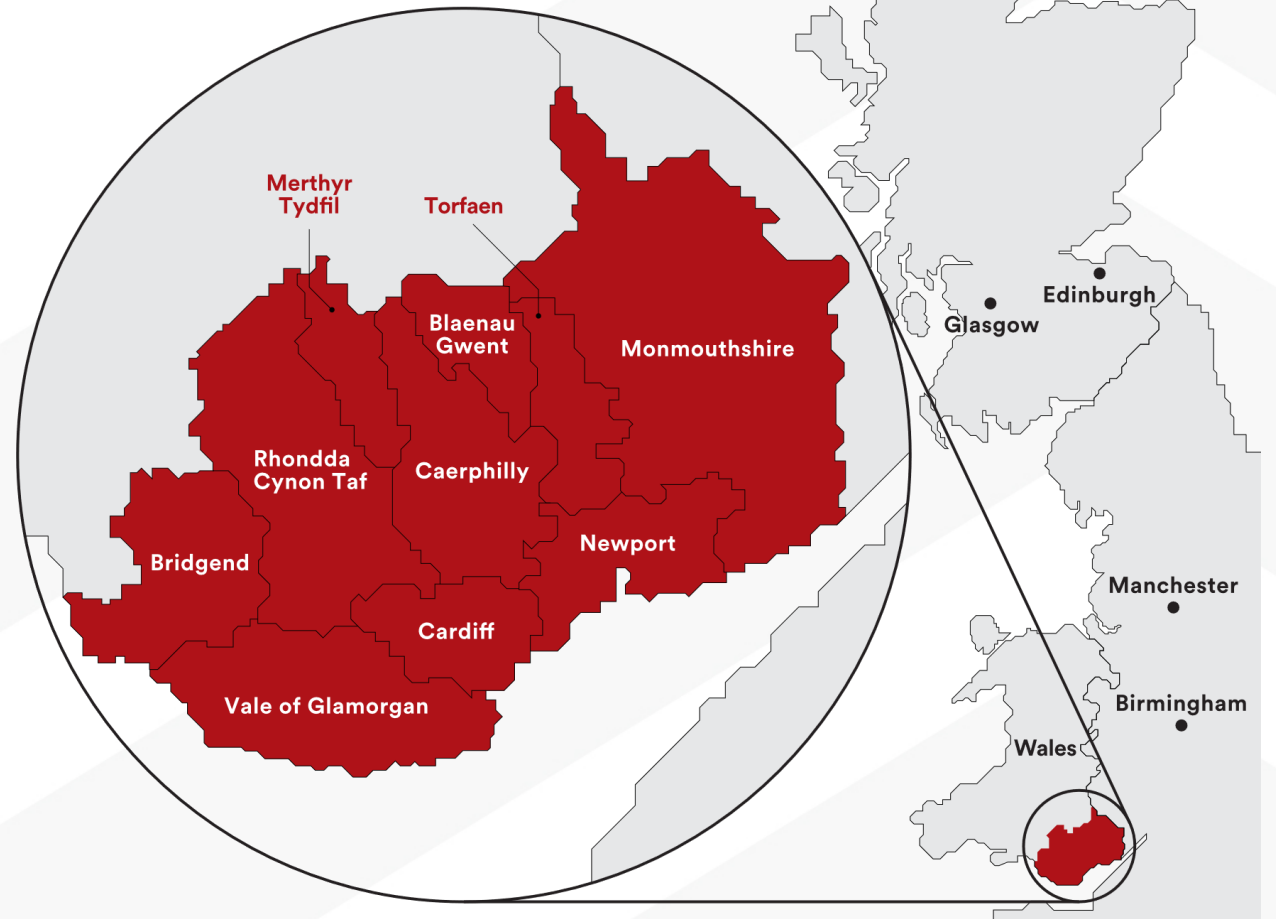 Merthyr
Tydfil
Torfaen
Blaenau
Gwent
Monmouthshire
Rhondda
Cynon Taf
Caerphilly
Bridgend
Newport
Cardiff
Vale of Glamorgan
Edinburgh
Glasgow
Manchester
Birmingham
Wales